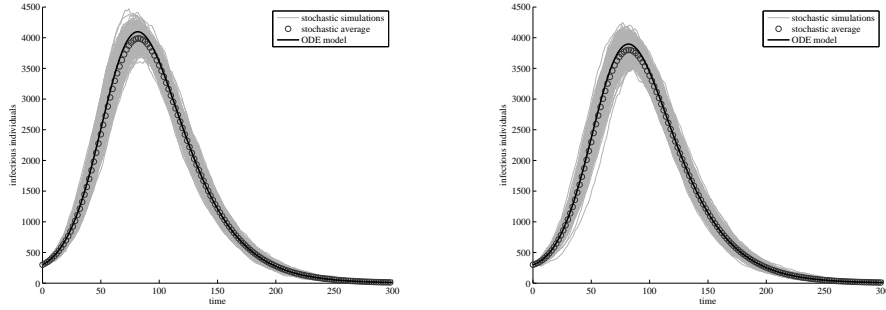 4500
4000
3500
3000
2500
2000
1500
1000
500
0
infectious individuals
0 50 100 150 200 250 300
time
stochastic simulations
stochastic average
ODE model
4500
4000
3500
3000
2500
2000
1500
1000
500
0
infectious individuals
0 50 100 150 200 250 300
time
stochastic simulations
stochastic average
ODE model